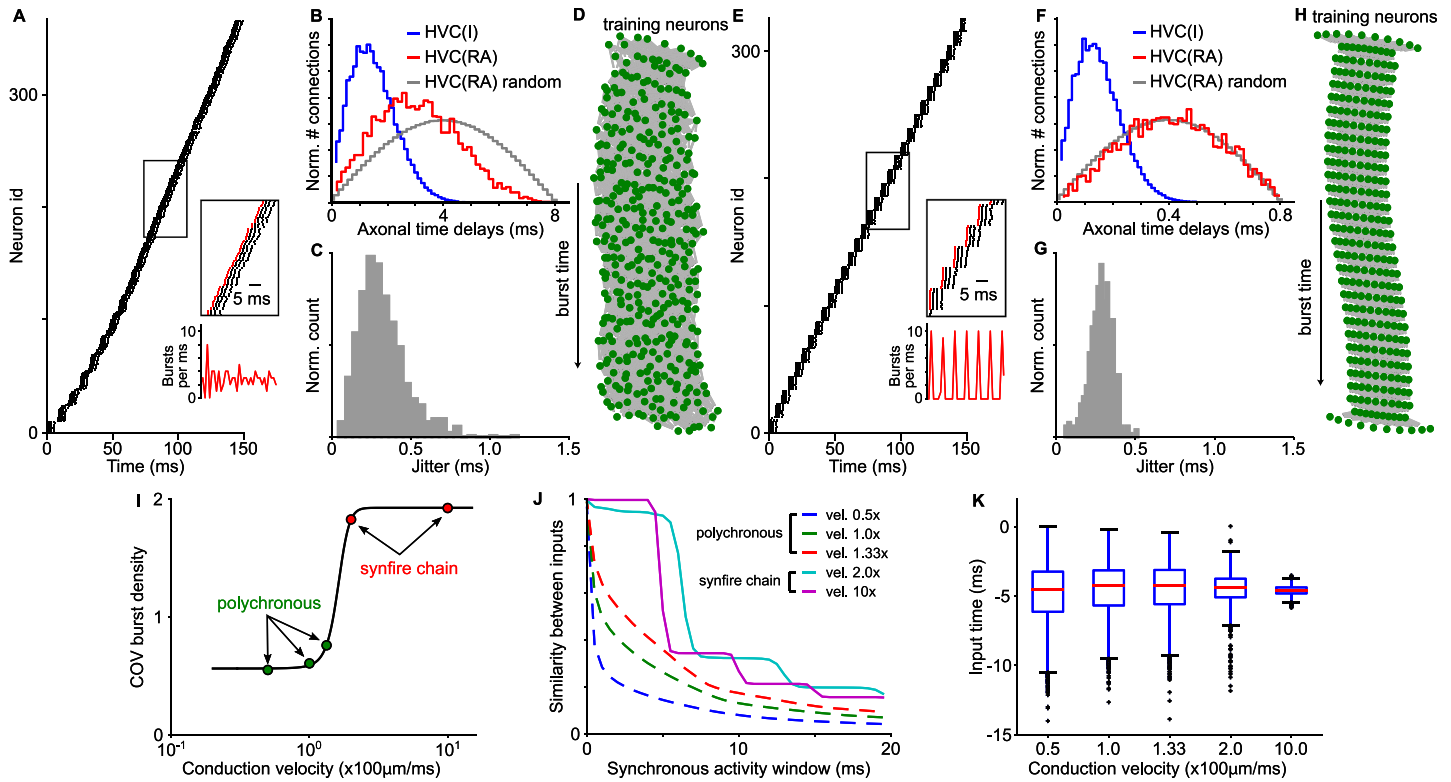 A
Neuron id
300
0
0
50
100
150
Time (ms)
5 ms
Bursts
per ms
10
0
B
HVC(I)
HVC(RA)
HVC(RA) random
Norm. # connections
0
4
8
Axonal time delays (ms)
C
Norm. count
0
0.5
1.0
1.5
Jitter (ms)
D
training neurons
burst time
E
Neuron id
300
0
0
50
100
150
Time (ms)
5 ms
Bursts
per ms
10
0
F
HVC(I)
HVC(RA)
HVC(RA) random
Norm. # connections
0
0.4
0.8
Axonal time delays (ms)
G
Norm. count
0
0.5
1.0
1.5
Jitter (ms)
H
training neurons
burst time
I
COV burst density
2
1
0
polychronous
synfire chain
10-1
100
101
Conduction velocity (x100µm/ms)
J
Similarity between inputs
1
0
polychronous
synfire chain
vel. 0.5x
vel. 1.0x
vel. 1.33x
vel. 2.0x
vel. 10x
0
10
20
Synchronous activity window (ms)
K
Input time (ms)
0
-5
-10
-15
0.5
1.0
1.33
2.0
10.0
Conduction velocity (x100µm/ms)